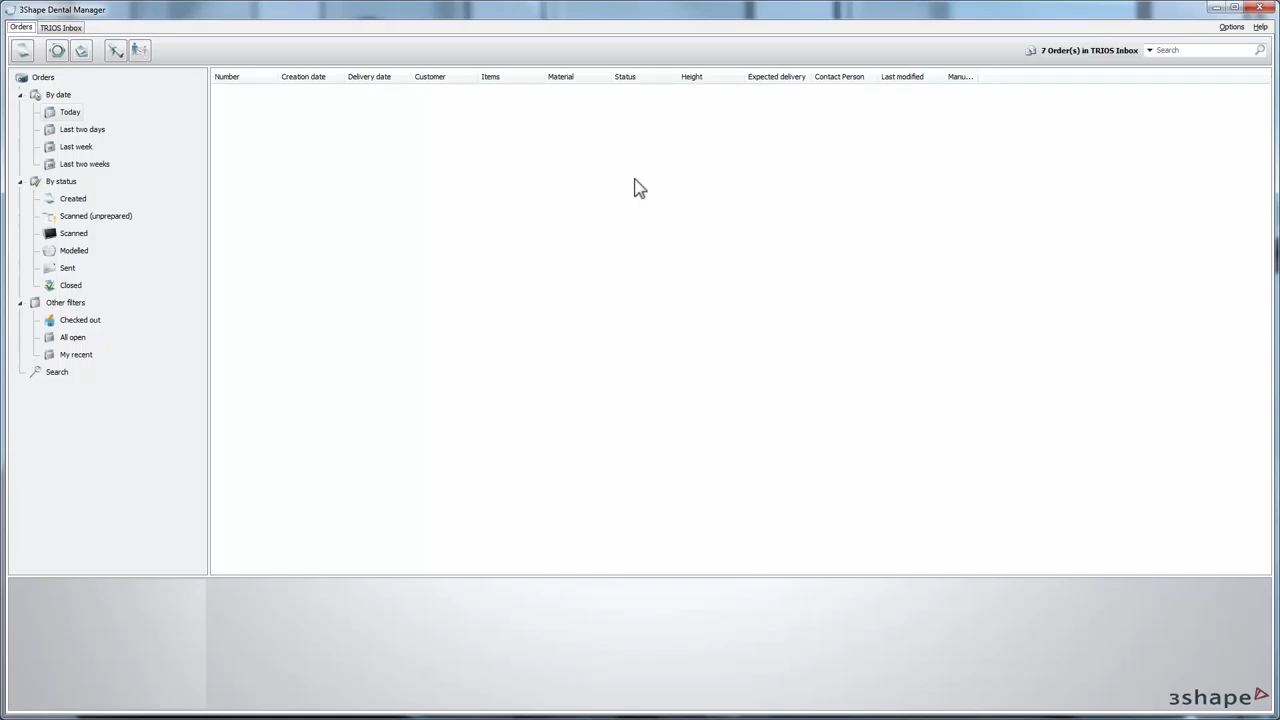 3Shape Dental Manager
Orders TRIOS Inbox Options Help
7 Order(s) in TRIOS Inbox Search
Number Creation date Delivery date Customer Items Material Status Height Expected delivery Contact Person Last modified Manu...
Orders
By date
Today
Last two days
Last week
Last two weeks
By status
Created
Scanned (unprepared)
Scanned
Modelled
Sent
Closed
Other filters
Checked out
All open
My recent
Search
3shape